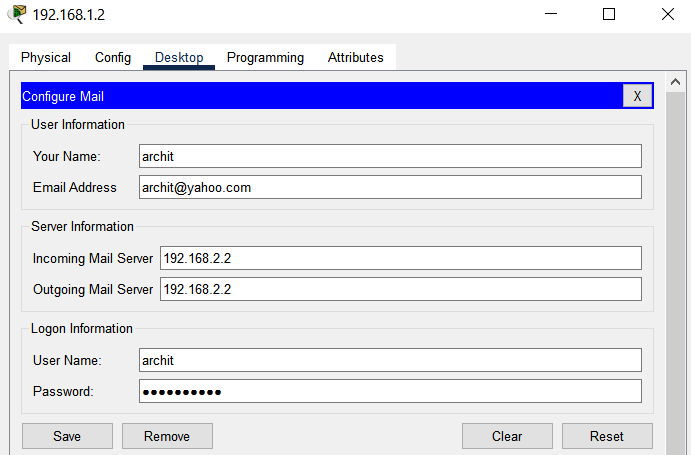 192.168.1.2
Physical Config Desktop Programming Attributes
Configure Mail X
User Information
Your Name: archit
Email Address archit@yahoo.com
Server Information
Incoming Mail Server 192.168.2.2
Outgoing Mail Server 192.168.2.2
Logon Information
User Name: archit
Password: ●●●●●●●●●●
Save Remove Clear Reset